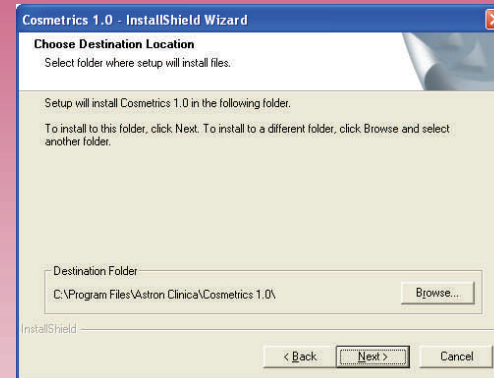 Cosmetrics 1.0 - InstallShield Wizard
Choose Destination Location
Select folder where setup will install files.
Setup will install Cosmetrics 1.0 in the following folder.
To install to this folder, click Next. To install to a different folder, click Browse and select
another folder.
Destination Folder
C:\Program Files\Astron Clinica\Cosmetrics 1.0\
Browse...
InstallShield
< Back
Next >
Cancel